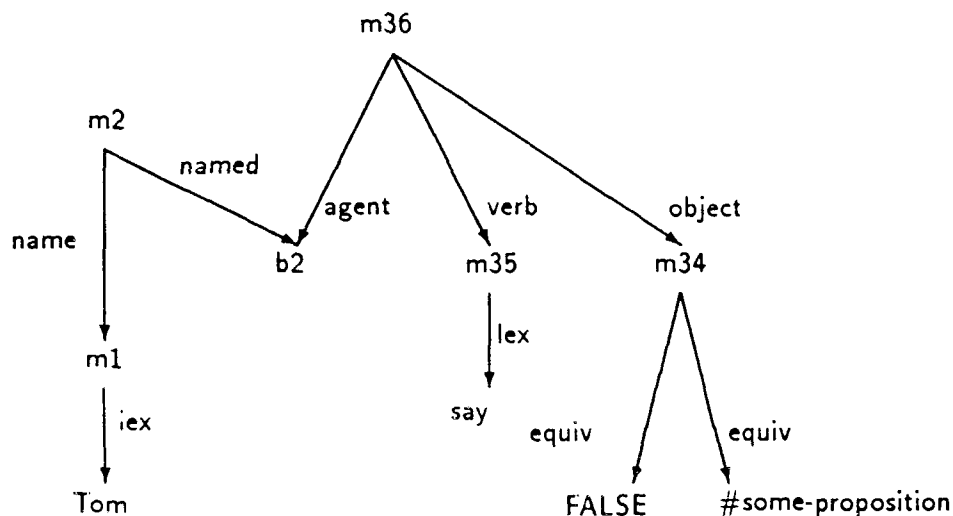 m36
m2
named
agent
verb
object
name
b2
m35
m34
lex
m1
say
iex
equiv
equiv
Tom
FALSE
#some-proposition